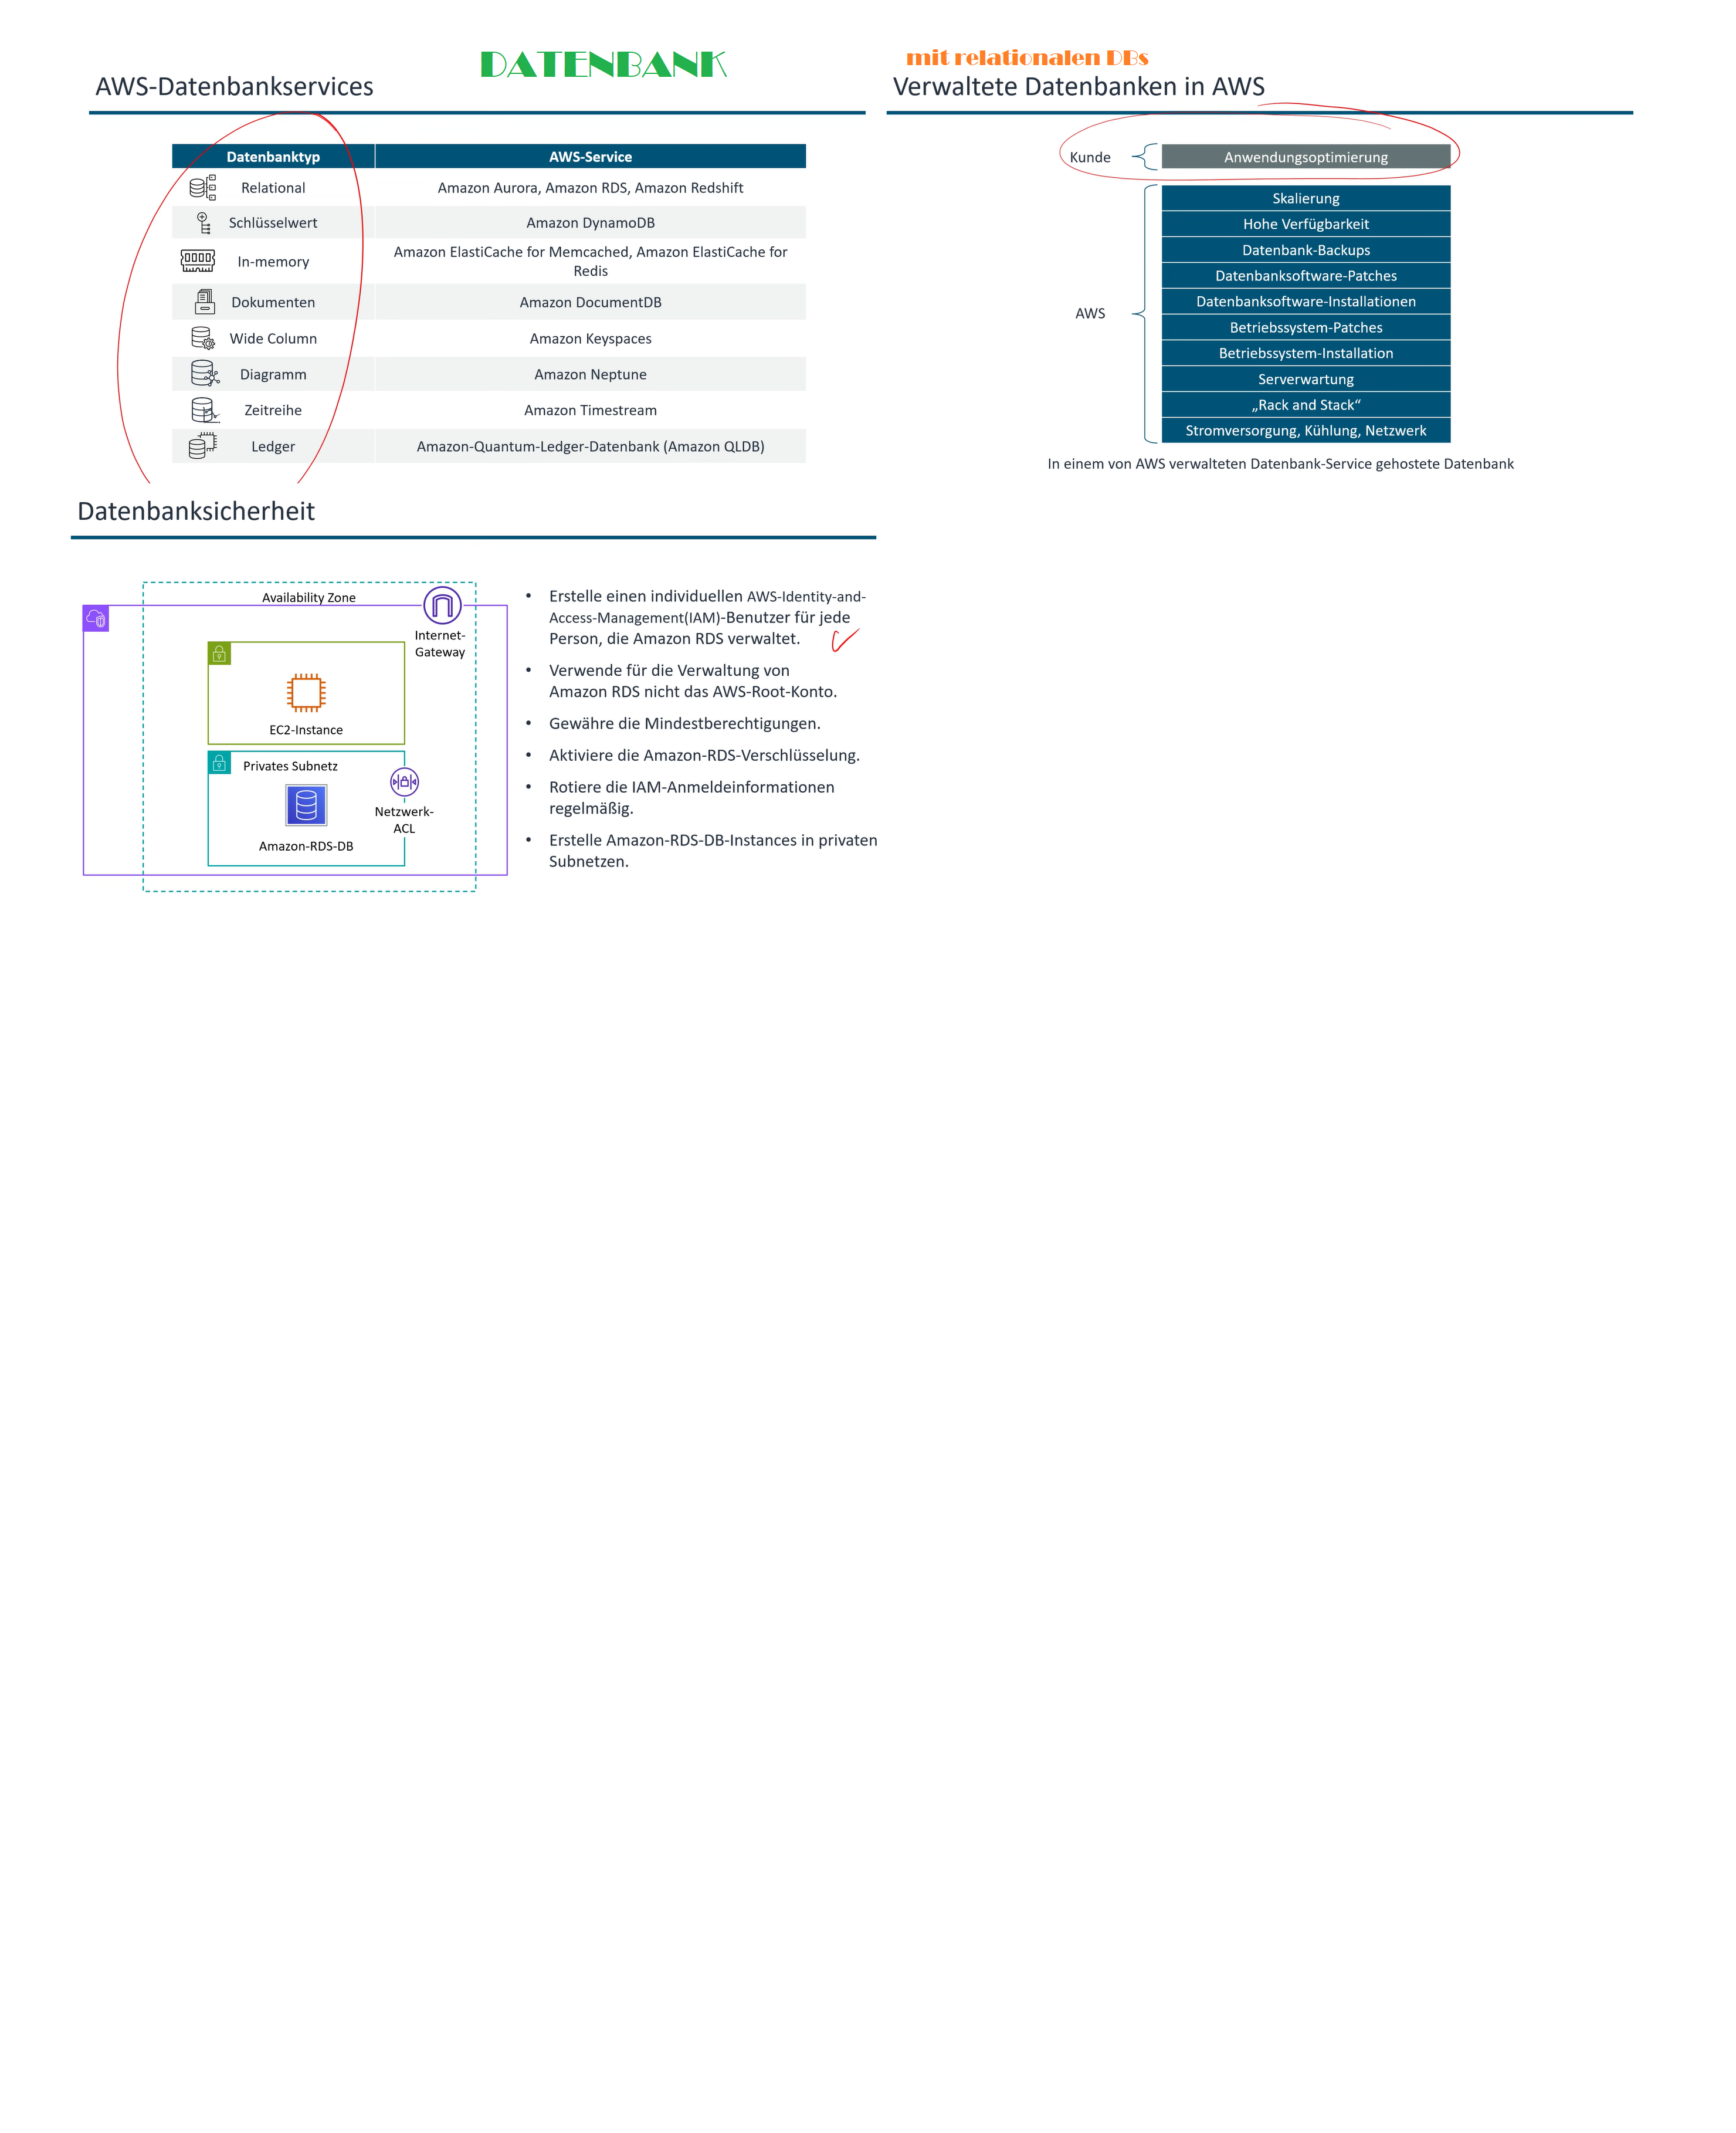 DATENBANK
AWS-Datenbankservices
Datenbanktyp AWS-Service
Relational Amazon Aurora, Amazon RDS, Amazon Redshift
Schlüsselwert Amazon DynamoDB
In-memory Amazon ElastiCache for Memcached, Amazon ElastiCache for
Redis
Dokumenten Amazon DocumentDB
Wide Column Amazon Keyspaces
Diagramm Amazon Neptune
Zeitreihe Amazon Timestream
Ledger Amazon-Quantum-Ledger-Datenbank (Amazon QLDB)
mit relationalen DBs
Verwaltete Datenbanken in AWS
Kunde Anwendungsoptimierung
AWS
Skalierung
Hohe Verfügbarkeit
Datenbank-Backups
Datenbanksoftware-Patches
Datenbanksoftware-Installationen
Betriebssystem-Patches
Betriebssystem-Installation
Serverwartung
„Rack and Stack“
Stromversorgung, Kühlung, Netzwerk
In einem von AWS verwalteten Datenbank-Service gehostete Datenbank
Datenbanksicherheit
Availability Zone
Internet-
Gateway
EC2-Instance
Privates Subnetz
Netzwerk-
ACL
Amazon-RDS-DB
• Erstelle einen individuellen AWS-Identity-and-
Access-Management(IAM)-Benutzer für jede
Person, die Amazon RDS verwaltet.
• Verwende für die Verwaltung von
Amazon RDS nicht das AWS-Root-Konto.
• Gewähre die Mindestberechtigungen.
• Aktiviere die Amazon-RDS-Verschlüsselung.
• Rotiere die IAM-Anmeldeinformationen
regelmäßig.
• Erstelle Amazon-RDS-DB-Instances in privaten
Subnetzen.